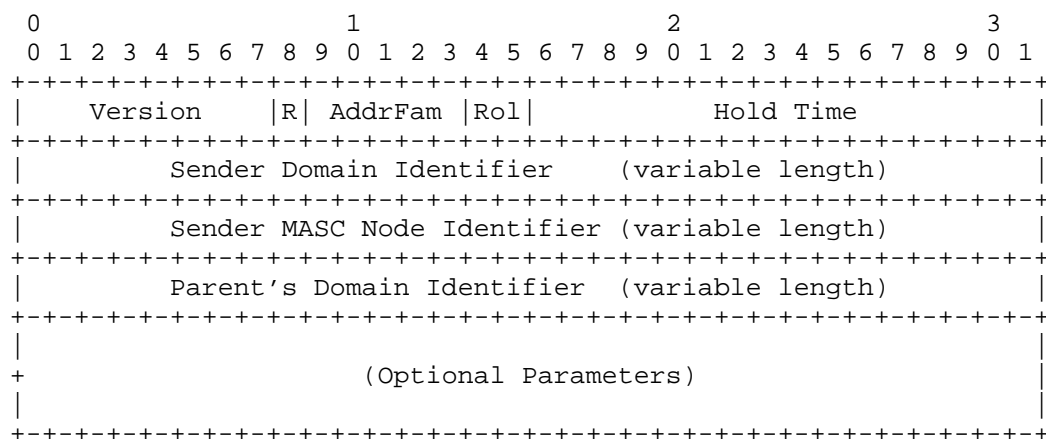 0                   1                   2                   3
 0 1 2 3 4 5 6 7 8 9 0 1 2 3 4 5 6 7 8 9 0 1 2 3 4 5 6 7 8 9 0 1
+-+-+-+-+-+-+-+-+-+-+-+-+-+-+-+-+-+-+-+-+-+-+-+-+-+-+-+-+-+-+-+-+
|    Version    |R| AddrFam |Rol|           Hold Time           |
+-+-+-+-+-+-+-+-+-+-+-+-+-+-+-+-+-+-+-+-+-+-+-+-+-+-+-+-+-+-+-+-+
|         Sender Domain Identifier    (variable length)         |
+-+-+-+-+-+-+-+-+-+-+-+-+-+-+-+-+-+-+-+-+-+-+-+-+-+-+-+-+-+-+-+-+
|         Sender MASC Node Identifier (variable length)         |
+-+-+-+-+-+-+-+-+-+-+-+-+-+-+-+-+-+-+-+-+-+-+-+-+-+-+-+-+-+-+-+-+
|         Parent's Domain Identifier  (variable length)         |
+-+-+-+-+-+-+-+-+-+-+-+-+-+-+-+-+-+-+-+-+-+-+-+-+-+-+-+-+-+-+-+-+
|                                                               |
+                     (Optional Parameters)                     |
|                                                               |
+-+-+-+-+-+-+-+-+-+-+-+-+-+-+-+-+-+-+-+-+-+-+-+-+-+-+-+-+-+-+-+-+